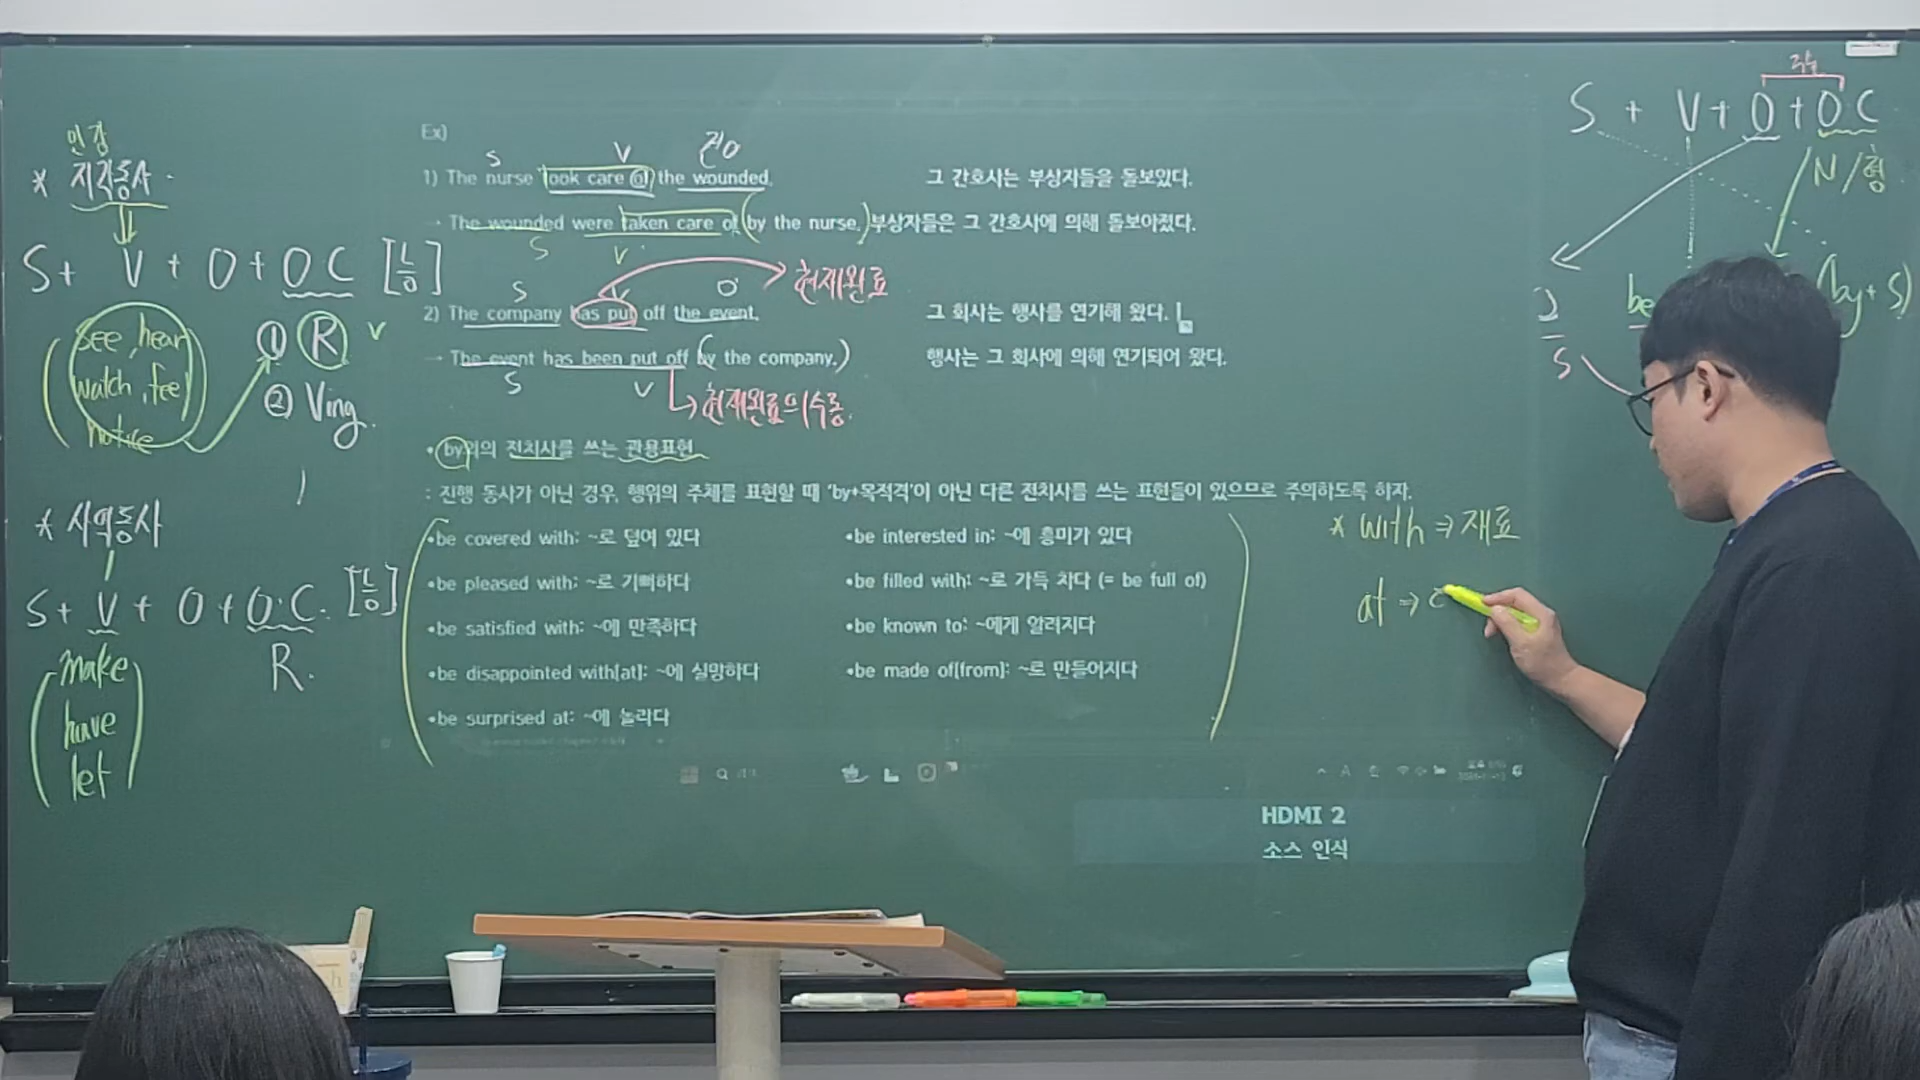 인강
* 지각동사.
S + V + O + O C [능]
see, hear
watch, feel
notice
① R v
② Ving.
* 사역동사
S + V + O + O.C. [능]
R.
make
have
let
Ex)
S V 전O
1) The nurse took care of the wounded. 그 간호사는 부상자들을 돌보았다.
→ The wounded were taken care of (by the nurse.) 부상자들은 그 간호사에 의해 돌보아졌다.
S V
S V O 현재완료
2) The company has put off the event. 그 회사는 행사를 연기해 왔다.
→ The event has been put off (by the company.) 행사는 그 회사에 의해 연기되어 왔다.
S V 현재완료의 수동.
•by외의 전치사를 쓰는 관용표현
: 진행 동사가 아닌 경우, 행위의 주체를 표현할 때 'by+목적격'이 아닌 다른 전치사를 쓰는 표현들이 있으므로 주의하도록 하자.
•be covered with: ~로 덮여 있다 •be interested in: ~에 흥미가 있다
•be pleased with: ~로 기뻐하다 •be filled with: ~로 가득 차다 (= be full of)
•be satisfied with: ~에 만족하다 •be known to: ~에게 알려지다
•be disappointed with[at]: ~에 실망하다 •be made of[from]: ~로 만들어지다
•be surprised at: ~에 놀라다
* with ⇒ 재료
at ⇒
S + V + O + O C
N / 형
be (by + S)
S
HDMI 2
소스 인식